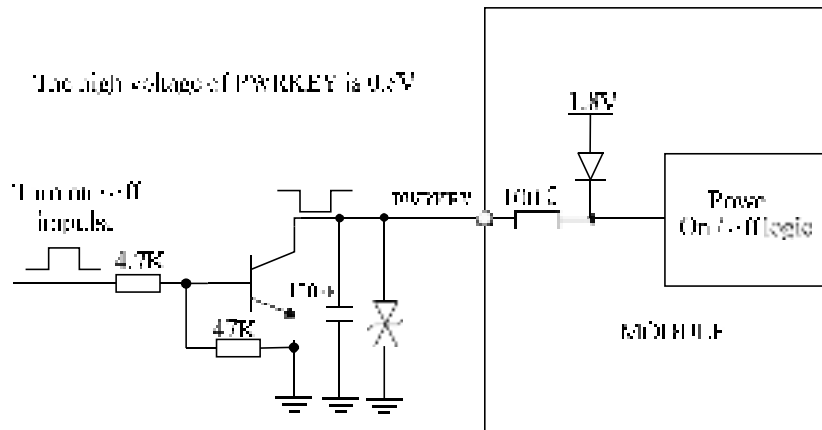 The high voltage of PWRKEY is 0.8V
1.8V
Turn on / off
impulse
PWRKEY
Power
On / off logic
4.7K
47K
MODULE